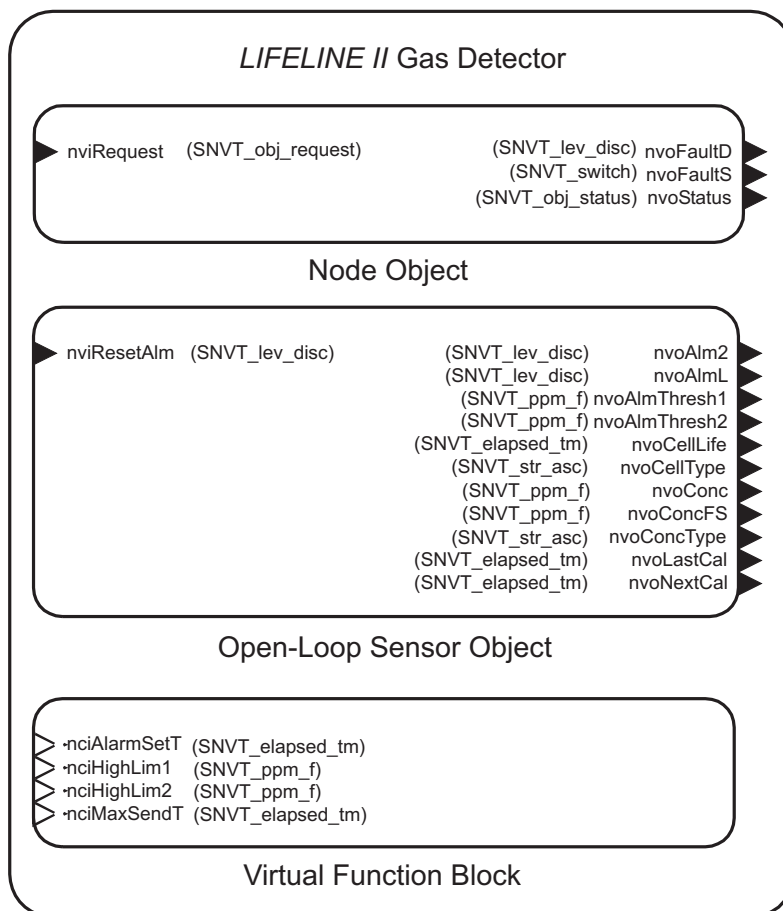 LIFELINE II Gas Detector
nviRequest (SNVT_obj_request) (SNVT_lev_disc) nvoFaultD
(SNVT_switch) nvoFaultS
(SNVT_obj_status) nvoStatus
Node Object
nviResetAlm (SNVT_lev_disc) (SNVT_lev_disc) nvoAlm2
(SNVT_lev_disc) nvoAlmL
(SNVT_ppm_f) nvoAlmThresh1
(SNVT_ppm_f) nvoAlmThresh2
(SNVT_elapsed_tm) nvoCellLife
(SNVT_str_asc) nvoCellType
(SNVT_ppm_f) nvoConc
(SNVT_ppm_f) nvoConcFS
(SNVT_str_asc) nvoConcType
(SNVT_elapsed_tm) nvoLastCal
(SNVT_elapsed_tm) nvoNextCal
Open-Loop Sensor Object
nciAlarmSetT (SNVT_elapsed_tm)
nciHighLim1 (SNVT_ppm_f)
nciHighLim2 (SNVT_ppm_f)
nciMaxSendT (SNVT_elapsed_tm)
Virtual Function Block